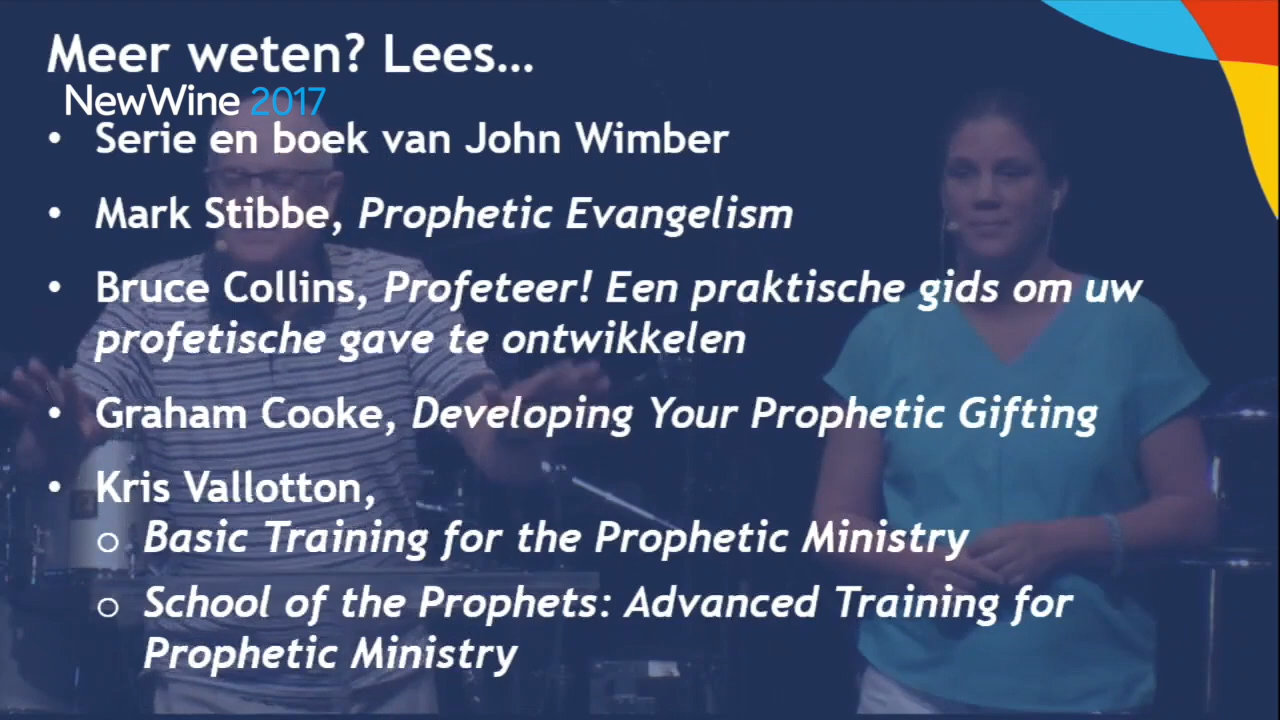 Meer weten? Lees...
NewWine 2017
• Serie en boek van John Wimber
• Mark Stibbe, Prophetic Evangelism
• Bruce Collins, Profeteer! Een praktische gids om uw
profetische gave te ontwikkelen
• Graham Cooke, Developing Your Prophetic Gifting
• Kris Vallotton,
o Basic Training for the Prophetic Ministry
o School of the Prophets: Advanced Training for
Prophetic Ministry